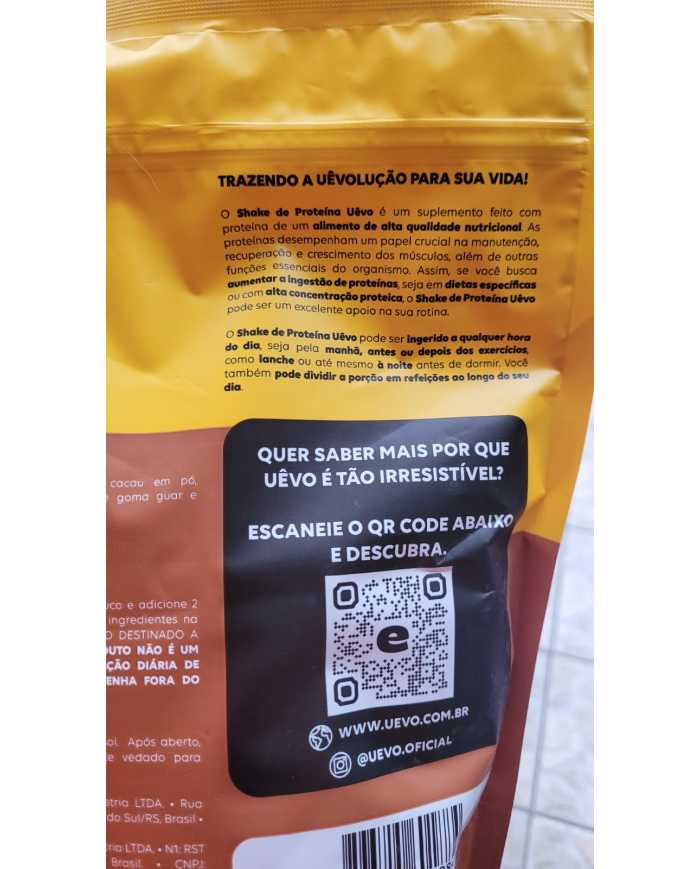 TRAZENDO A UÊVOLUÇÃO PARA SUA VIDA!
O Shake de Proteína Uêvo é um suplemento feito com
proteína de um alimento de alta qualidade nutricional. As
proteínas desempenham um papel crucial na manutenção,
recuperação e crescimento dos músculos, além de outras
funções essenciais do organismo. Assim, se você busca
aumentar a ingestão de proteínas, seja em dietas específicas
ou com alta concentração proteica, o Shake de Proteína Uêvo
pode ser um excelente apoio na sua rotina.
O Shake de Proteína Uêvo pode ser ingerido a qualquer hora
do dia, seja pela manhã, antes ou depois dos exercícios,
como lanche ou até mesmo à noite antes de dormir. Você
também pode dividir a porção em refeições ao longo do seu
dia.
QUER SABER MAIS POR QUE
UÊVO É TÃO IRRESISTÍVEL?
ESCANEIE O QR CODE ABAIXO
E DESCUBRA.
e
WWW.UEVO.COM.BR
@UEVO.OFICIAL
cacau em pó,
goma guar e
uco e adicione 2
ingredientes na
O DESTINADO A
DUTO NÃO É UM
ÇÃO DIÁRIA DE
ENHA FORA DO
ol. Após aberto,
e vedado para
stria LTDA. • Rua
do Sul/RS, Brasil •
ria LTDA. • N1: RST
Brasil. • CNPJ: